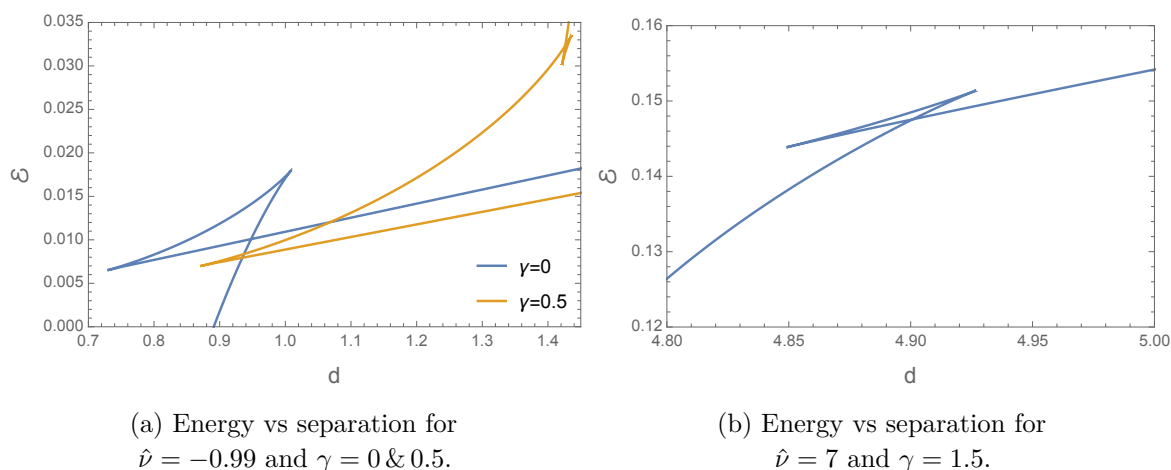 0.035
0.030
0.025
0.020
0.015
0.010
0.005
0.000
ℰ
0.7 0.8 0.9 1.0 1.1 1.2 1.3 1.4
d
γ=0
γ=0.5
0.16
0.15
0.14
0.13
0.12
ℰ
4.80 4.85 4.90 4.95 5.00
d
(a) Energy vs separation for
ν̂ = −0.99 and γ = 0 & 0.5.
(b) Energy vs separation for
ν̂ = 7 and γ = 1.5.